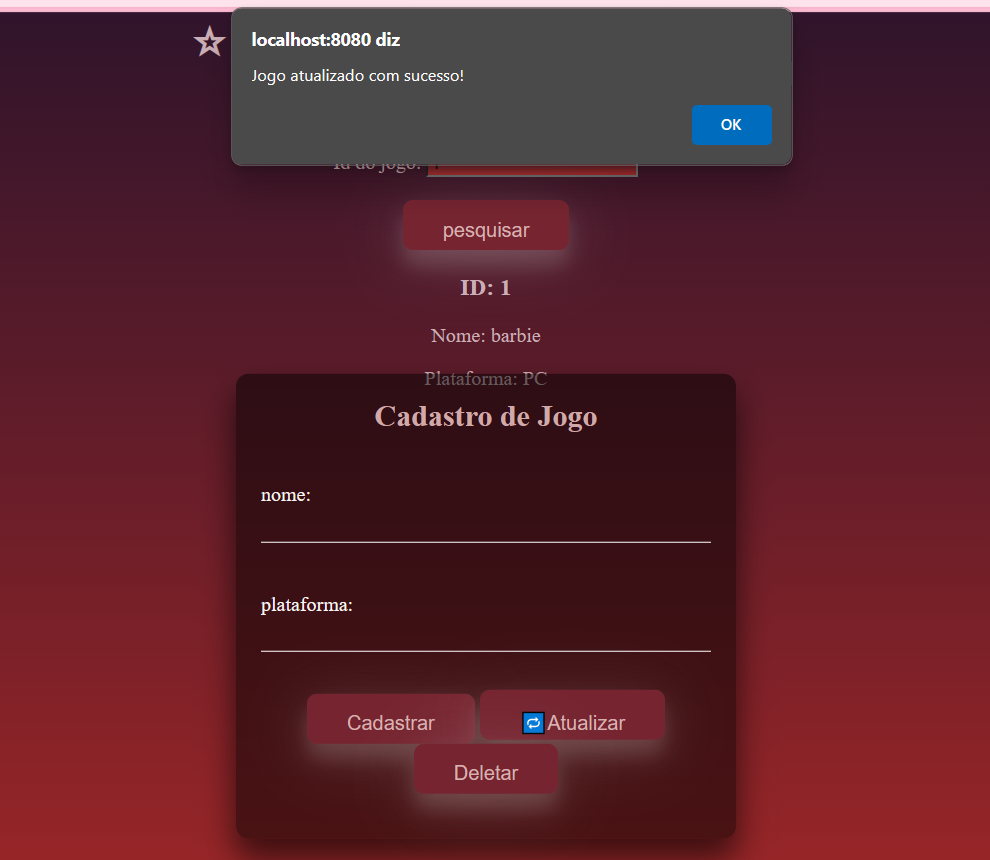 localhost:8080 diz
Jogo atualizado com sucesso!
OK
Id do jogo:
pesquisar
ID: 1
Nome: barbie
Plataforma: PC
Cadastro de Jogo
nome:
plataforma:
Cadastrar
Atualizar
Deletar